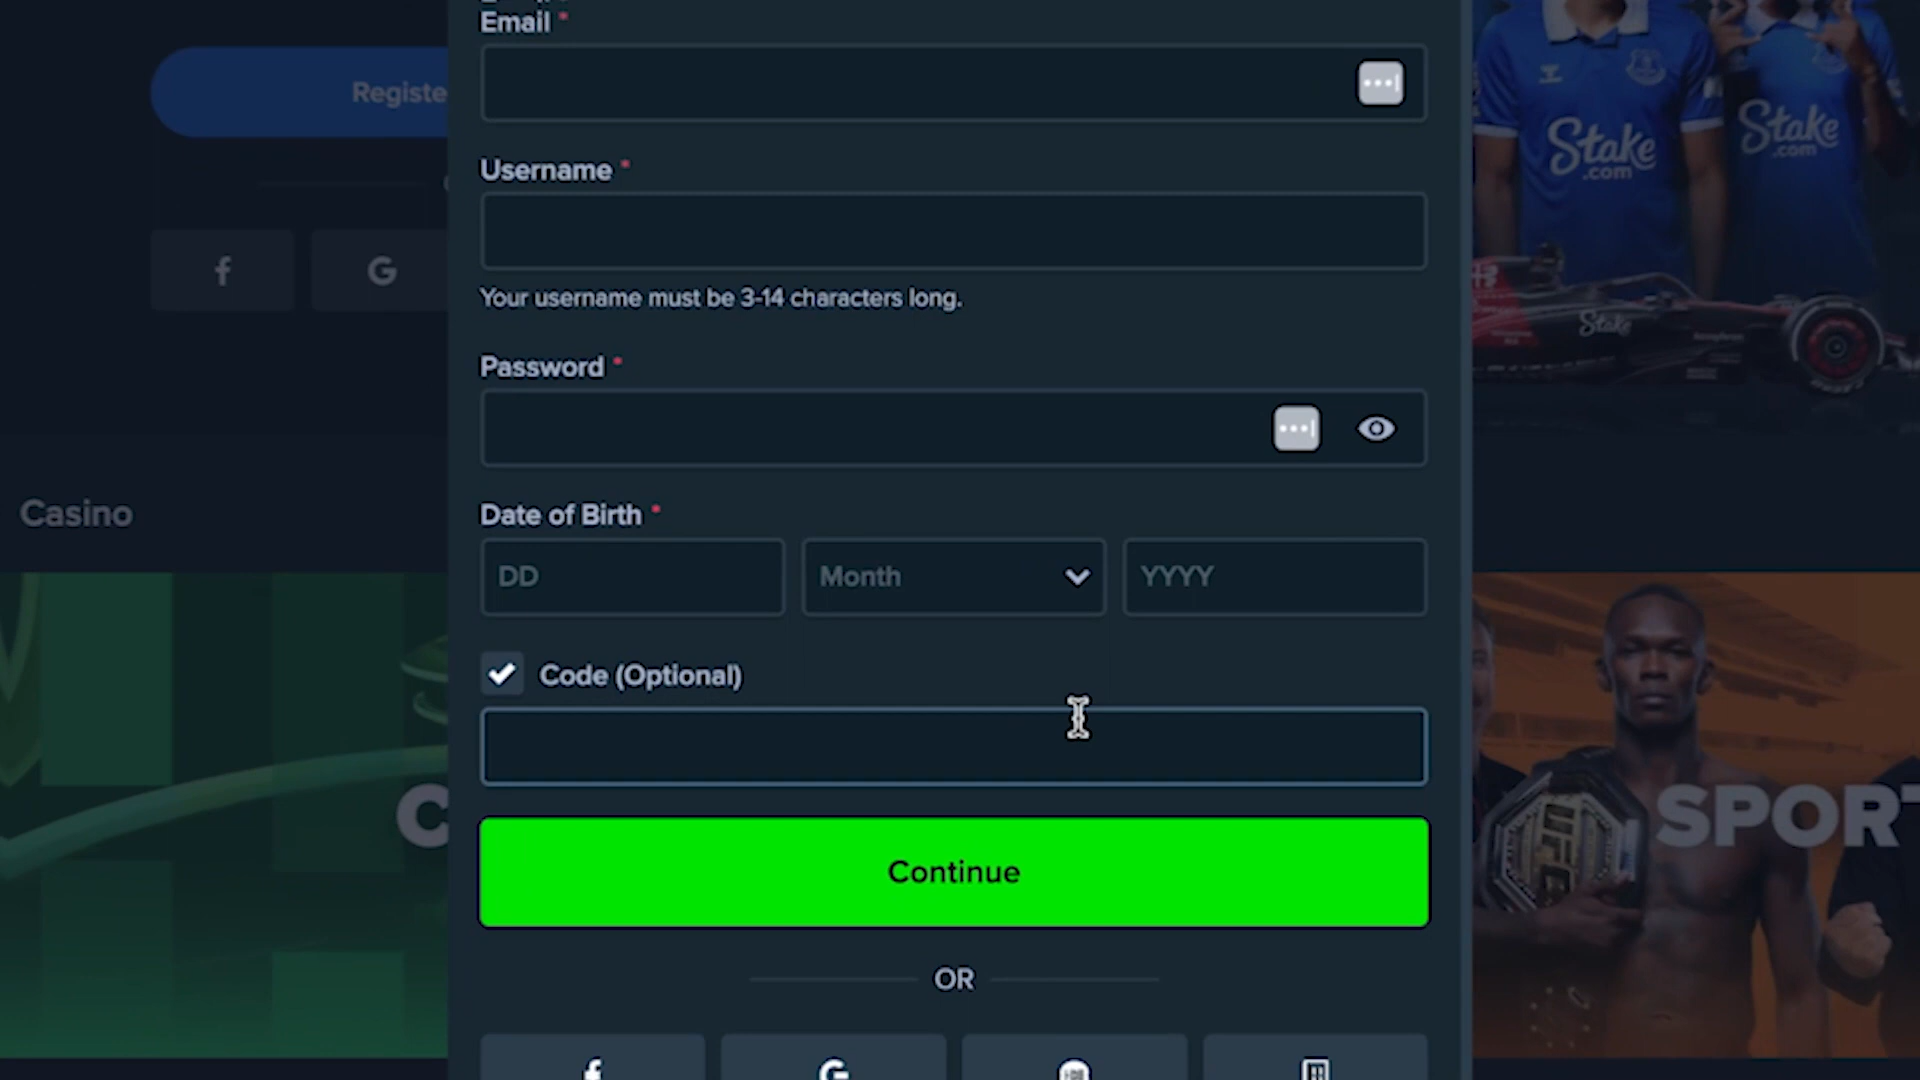 Email *
Registe
Username *
Your username must be 3-14 characters long.
Password *
Date of Birth *
DD
Month
YYYY
Code (Optional)
Continue
OR
Casino
C
SPORT
Stake
.com
Stake
.com
Stake
UFC